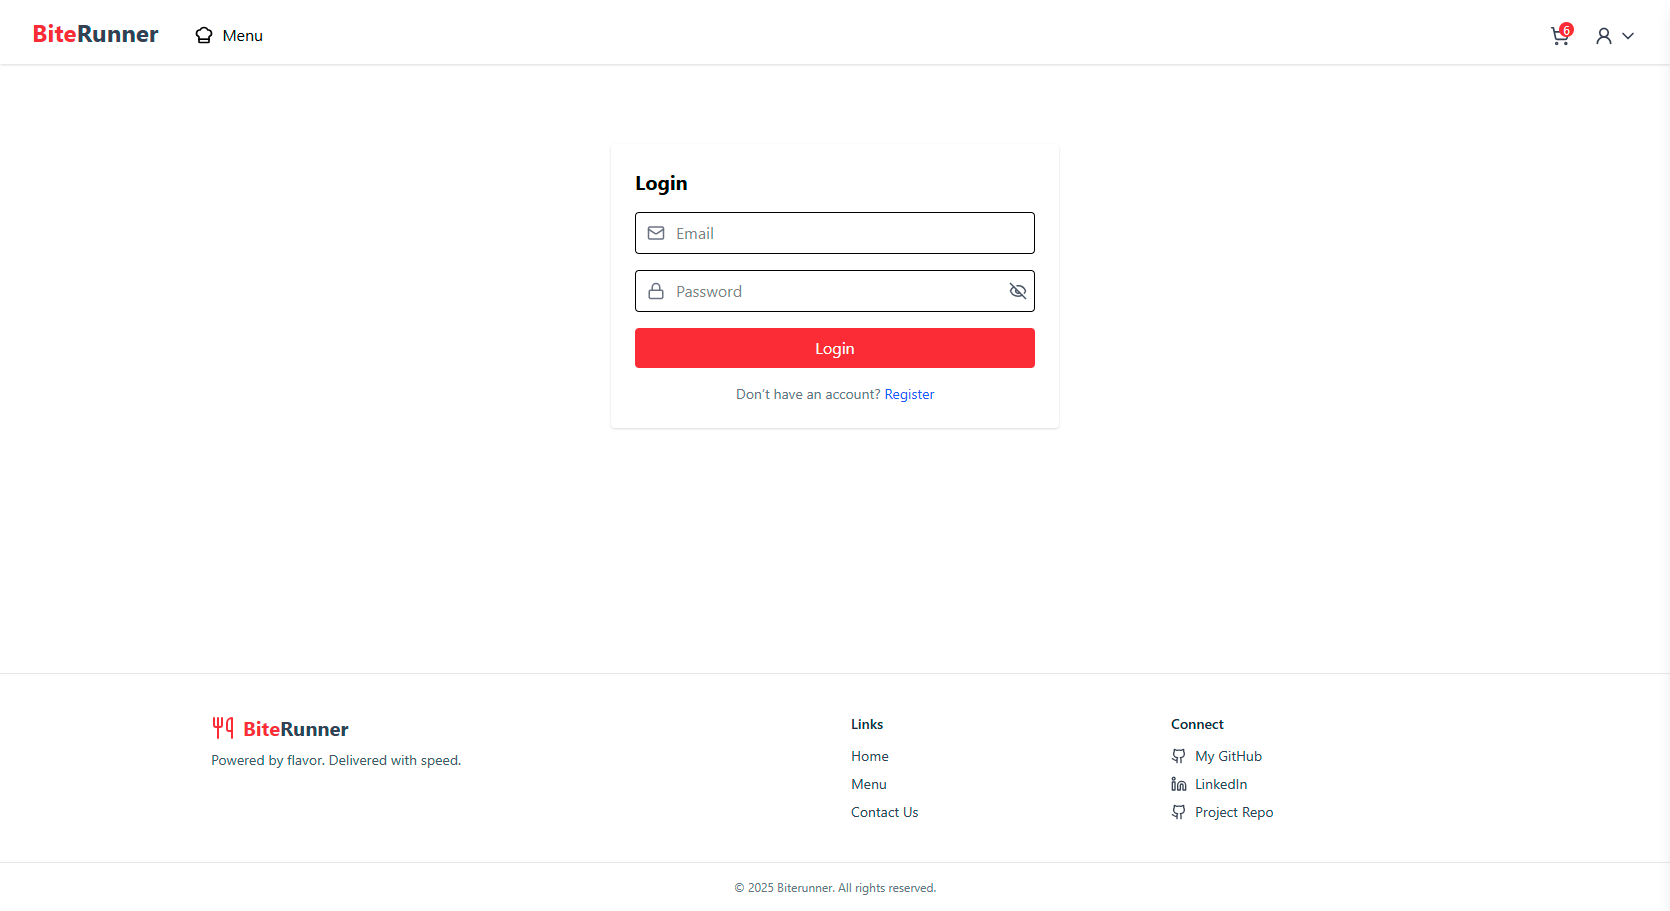 BiteRunner
Menu
6
Login
Email
Password
Login
Don't have an account? Register
BiteRunner
Powered by flavor. Delivered with speed.
Links
Home
Menu
Contact Us
Connect
My GitHub
LinkedIn
Project Repo
© 2025 Biterunner. All rights reserved.